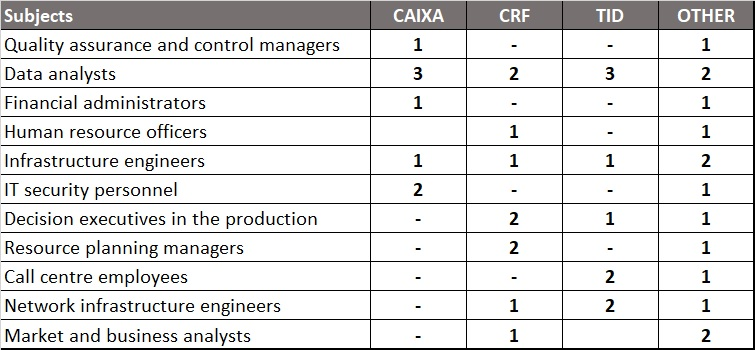 Subjects CAIXA CRF TID OTHER
Quality assurance and control managers 1 - - 1
Data analysts 3 2 3 2
Financial administrators 1 - - 1
Human resource officers 1 - 1
Infrastructure engineers 1 1 1 2
IT security personnel 2 - - 1
Decision executives in the production - 2 1 1
Resource planning managers - 2 - 1
Call centre employees - - 2 1
Network infrastructure engineers - 1 2 1
Market and business analysts - 1 2